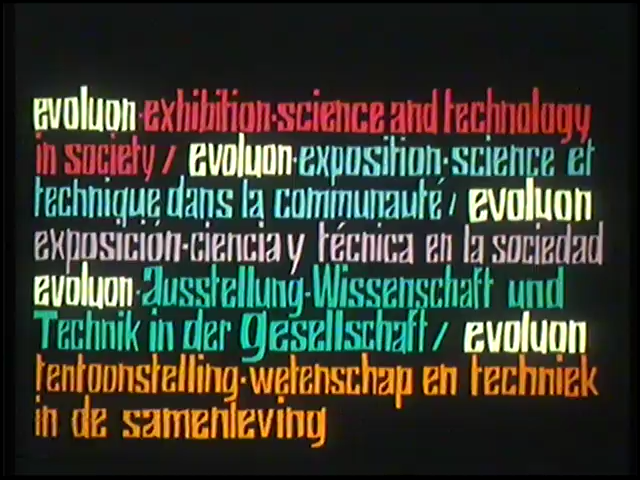 evoluon·exhibition·science and technology
in society / evoluon·exposition·science et
technique dans la communauté / evoluon
exposición·ciencia y técnica en la sociedad
evoluon·Ausstellung·Wissenschaft und
Technik in der Gesellschaft / evoluon
tentoonstelling·wetenschap en techniek
in de samenleving